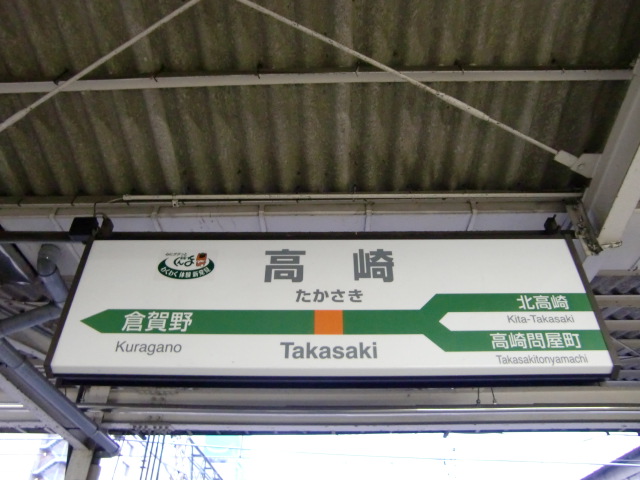 高崎
たかさき
Takasaki
倉賀野
Kuragano
北高崎
Kita-Takasaki
高崎問屋町
Takasakitonyamachi